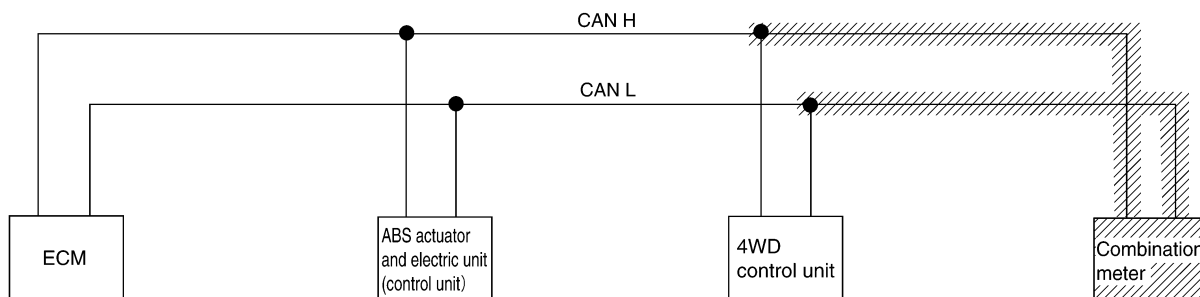 CAN H
CAN L
ECM
ABS actuator
and electric unit
(control unit)
4WD
control unit
Combination
meter